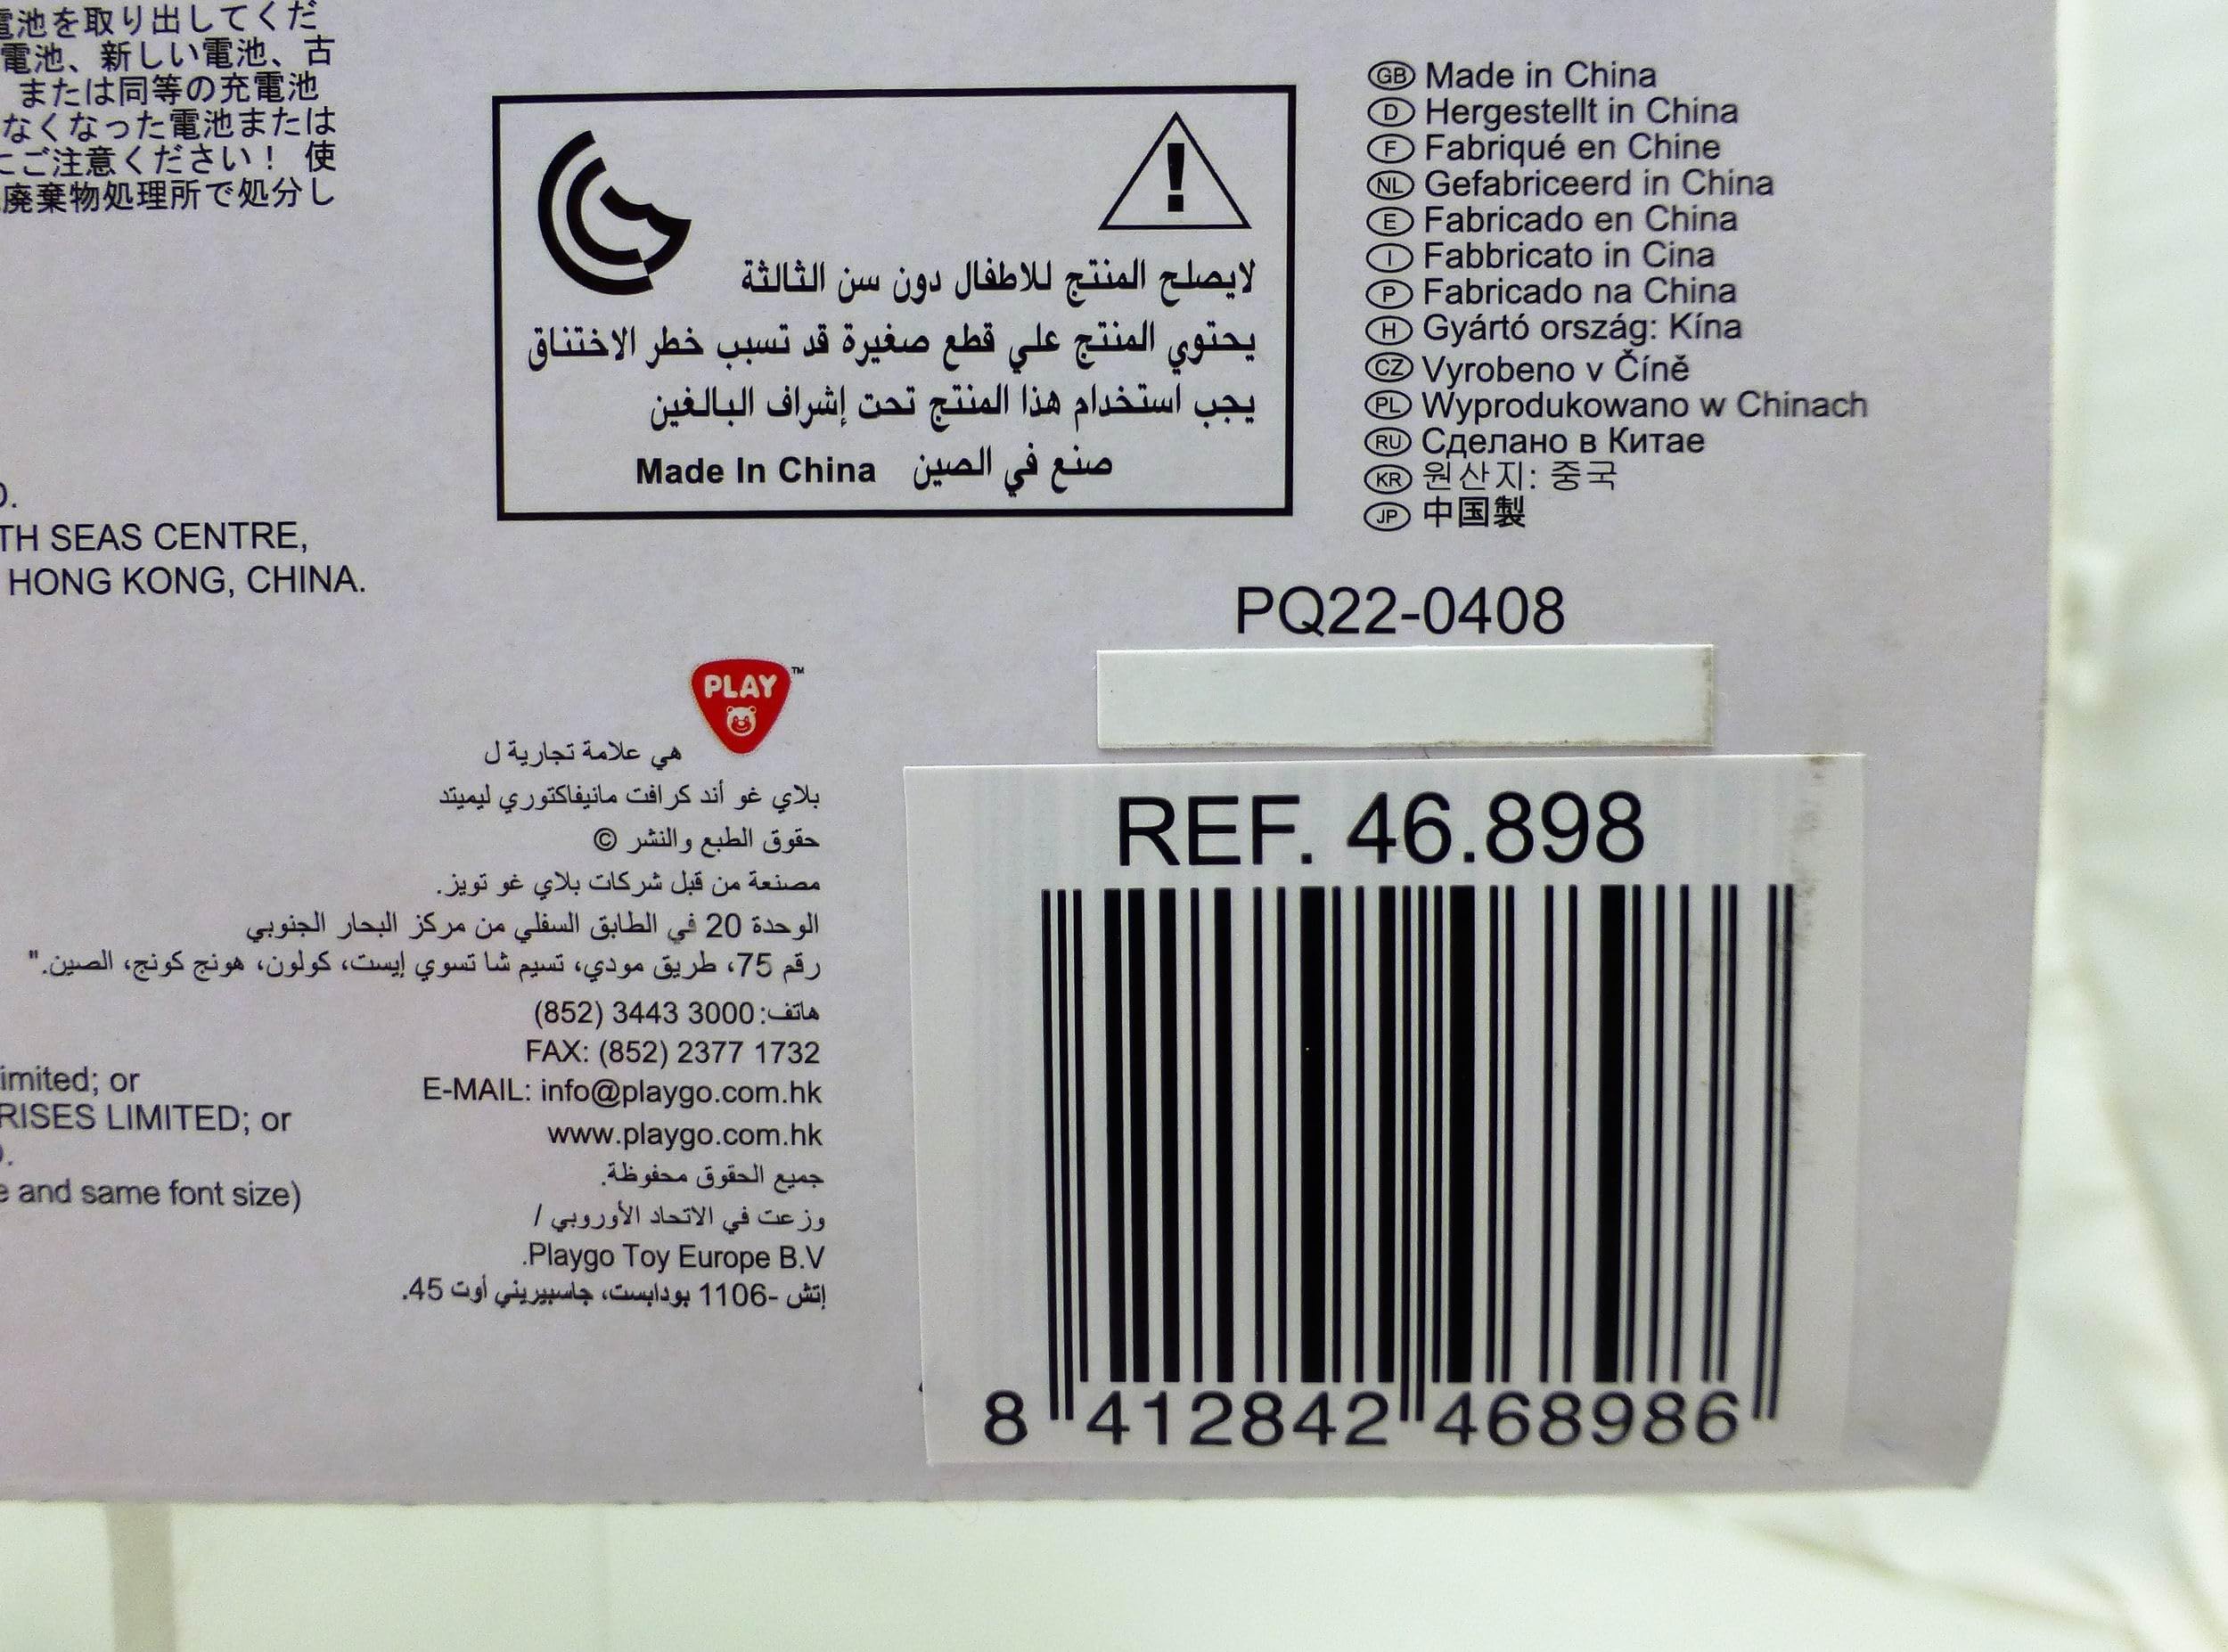 電池を取り出してくだ
電池、新しい電池、古
または同等の充電池
なくなった電池または
にご注意ください！ 使
廃棄物処理所で処分し
TH SEAS CENTRE,
HONG KONG, CHINA.
imited; or
RISES LIMITED; or
and same font size)
لايصلح المنتج للاطفال دون سن الثالثة
يحتوي المنتج علي قطع صغيرة قد تسبب خطر الاختناق
يجب استخدام هذا المنتج تحت إشراف البالغين
صنع في الصين Made In China
GB Made in China
D Hergestellt in China
F Fabriqué en Chine
NL Gefabriceerd in China
E Fabricado en China
I Fabbricato in Cina
P Fabricado na China
H Gyártó ország: Kína
CZ Vyrobeno v Číně
PL Wyprodukowano w Chinach
RU Сделано в Китае
KR 원산지: 중국
JP 中国製
PLAY™
هي علامة تجارية ل
بلاي غو أند كرافت مانيفاكتوري ليميتد
حقوق الطبع والنشر ©
مصنعة من قبل شركات بلاي غو تويز.
الوحدة 20 في الطابق السفلي من مركز البحار الجنوبي
رقم 75، طريق مودي، تسيم شا تسوي إيست، كولون، هونج كونج، الصين."
هاتف: (852) 3443 3000
FAX: (852) 2377 1732
E-MAIL: info@playgo.com.hk
www.playgo.com.hk
جميع الحقوق محفوظة.
وزعت في الاتحاد الأوروبي /
.Playgo Toy Europe B.V
إتش -1106 بودابست، جاسبيريني أوت 45.
PQ22-0408
REF. 46.898
8 412842 468986